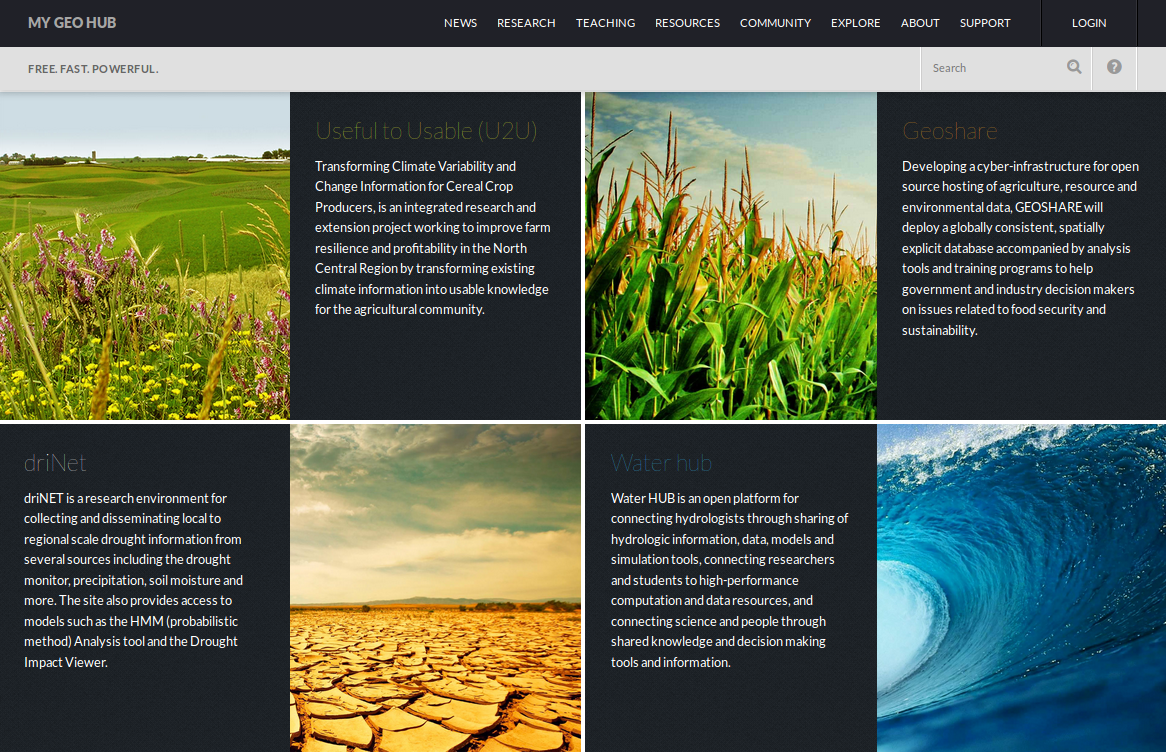 MY GEO HUB
NEWS RESEARCH TEACHING RESOURCES COMMUNITY EXPLORE ABOUT SUPPORT LOGIN
FREE. FAST. POWERFUL.
Search
?
Useful to Usable (U2U)
Transforming Climate Variability and
Change Information for Cereal Crop
Producers, is an integrated research and
extension project working to improve farm
resilience and profitability in the North
Central Region by transforming existing
climate information into usable knowledge
for the agricultural community.
Geoshare
Developing a cyber-infrastructure for open
source hosting of agriculture, resource and
environmental data, GEOSHARE will
deploy a globally consistent, spatially
explicit database accompanied by analysis
tools and training programs to help
government and industry decision makers
on issues related to food security and
sustainability.
driNet
driNET is a research environment for
collecting and disseminating local to
regional scale drought information from
several sources including the drought
monitor, precipitation, soil moisture and
more. The site also provides access to
models such as the HMM (probabilistic
method) Analysis tool and the Drought
Impact Viewer.
Water hub
Water HUB is an open platform for
connecting hydrologists through sharing of
hydrologic information, data, models and
simulation tools, connecting researchers
and students to high-performance
computation and data resources, and
connecting science and people through
shared knowledge and decision making
tools and information.